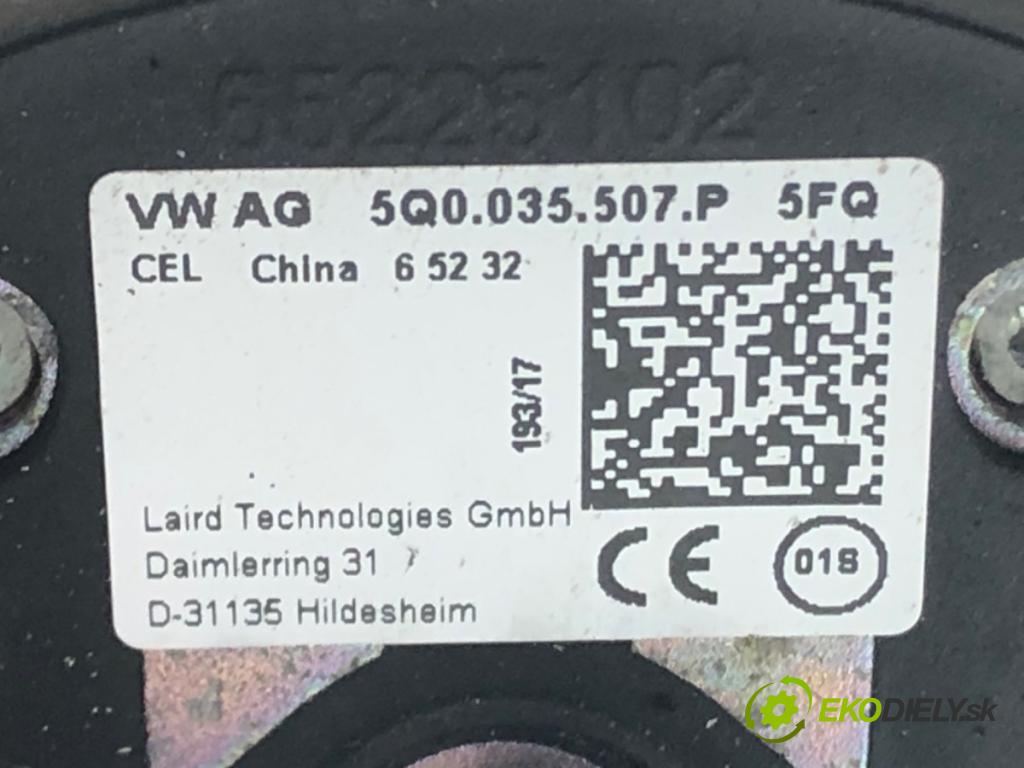 65225102
VW AG 5Q0.035.507.P 5FQ
CEL China 6 52 32
193/17
Laird Technologies GmbH
Daimlerring 31
D-31135 Hildesheim
CE
018
EKODIELY.sk